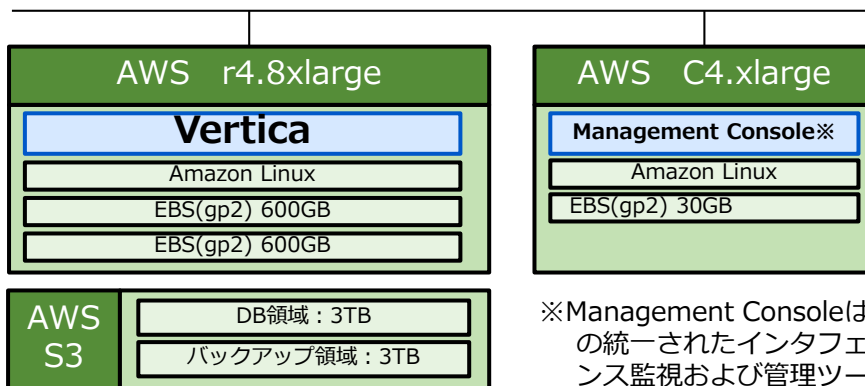 AWS r4.8xlarge
Vertica
Amazon Linux
EBS(gp2) 600GB
EBS(gp2) 600GB
AWS S3
DB領域：3TB
バックアップ領域：3TB
AWS C4.xlarge
Management Console※
Amazon Linux
EBS(gp2) 30GB
※Management Consoleは
の統一されたインタフェ
ンス監視および管理ツー